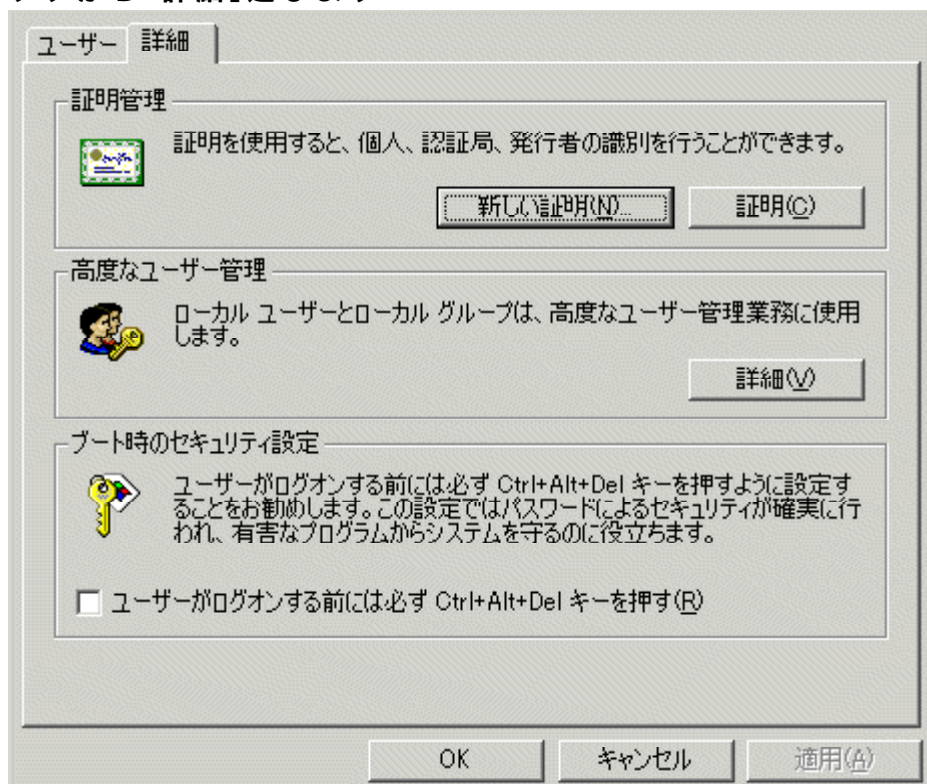 ユーザー 詳細
証明管理
証明を使用すると、個人、認証局、発行者の識別を行うことができます。
新しい証明(N)... 証明(C)
高度なユーザー管理
ローカル ユーザーとローカル グループは、高度なユーザー管理業務に使用
します。
詳細(V)
ブート時のセキュリティ設定
ユーザーがログオンする前には必ず Ctrl+Alt+Del キーを押すように設定す
ることをお勧めします。この設定ではパスワードによるセキュリティが確実に行
われ、有害なプログラムからシステムを守るのに役立ちます。
ユーザーがログオンする前には必ず Ctrl+Alt+Del キーを押す(R)
OK キャンセル 適用(A)